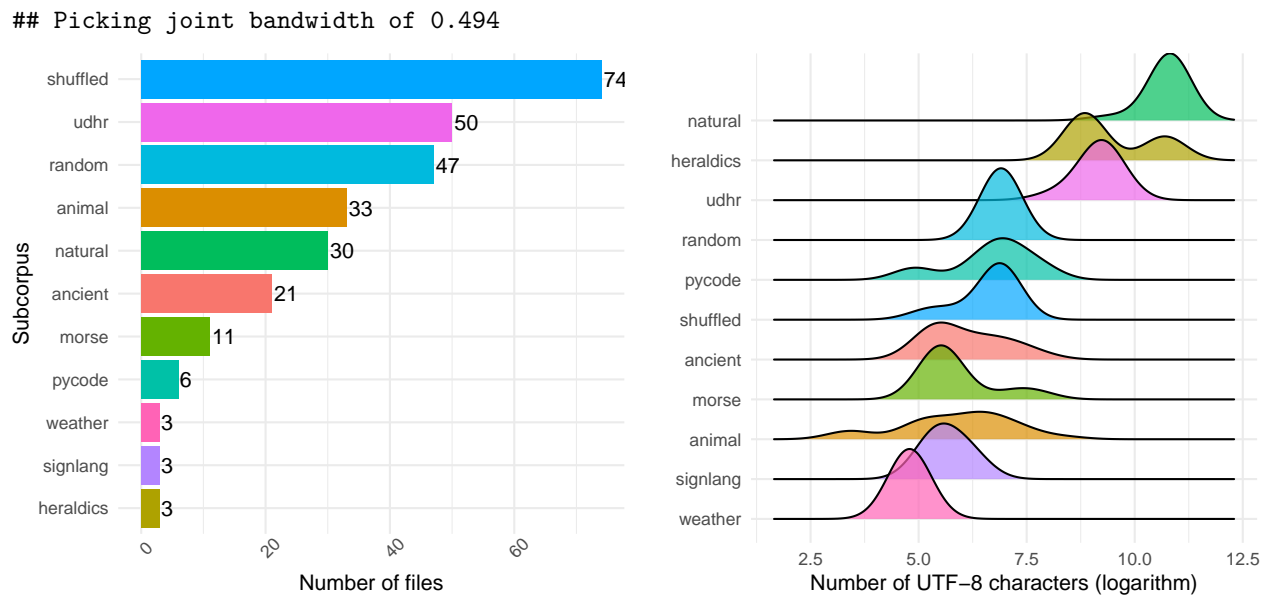 ## Picking joint bandwidth of 0.494
Subcorpus
shuffled 74
udhr 50
random 47
animal 33
natural 30
ancient 21
morse 11
pycode 6
weather 3
signlang 3
heraldics 3
0 20 40 60
Number of files
natural
heraldics
udhr
random
pycode
shuffled
ancient
morse
animal
signlang
weather
2.5 5.0 7.5 10.0 12.5
Number of UTF−8 characters (logarithm)